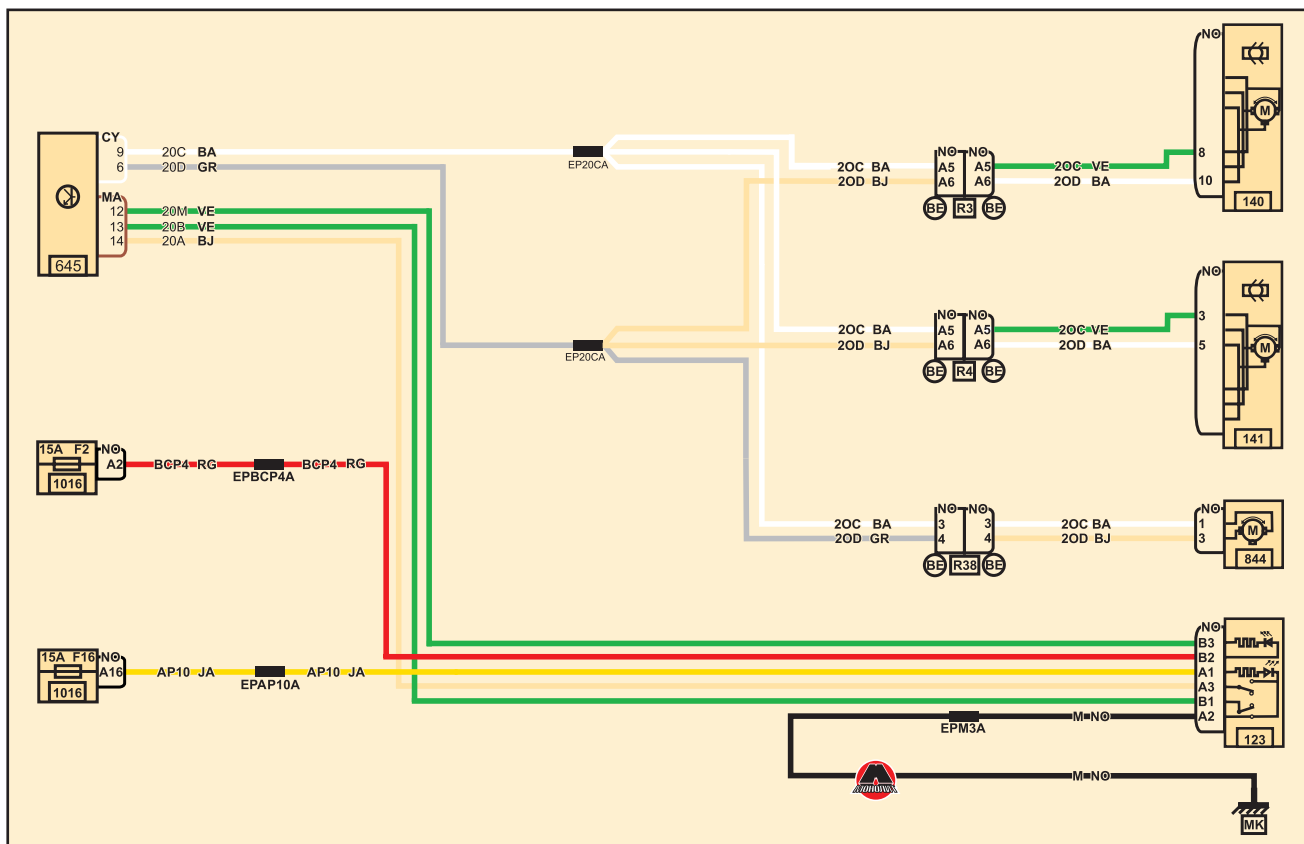 CY
9 20C BA
6 20D GR
MA
12 20M VE
13 20B VE
14 20A BJ
645
EP20CA
EP20CA
2OC BA
2OD BJ
NO NO
A5 A5
A6 A6
BE R3 BE
2OC VE
2OD BA
NO
M
8
10
140
2OC BA
2OD BJ
A5 A5
A6 A6
BE R4 BE
2OC VE
2OD BA
NO
3
M
5
141
15A F2 NO
A2
1016
BCP4 RG
EPBCP4A
BCP4 RG
2OC BA
2OD GR
NO NO
3 3
4 4
BE R38 BE
2OC BA
2OD BJ
NO
1
3
M
844
15A F16 NO
A16
1016
AP10 JA
EPAP10A
AP10 JA
NO
B3
B2
A1
A3
B1
A2
123
EPM3A
M NO
M NO
MK